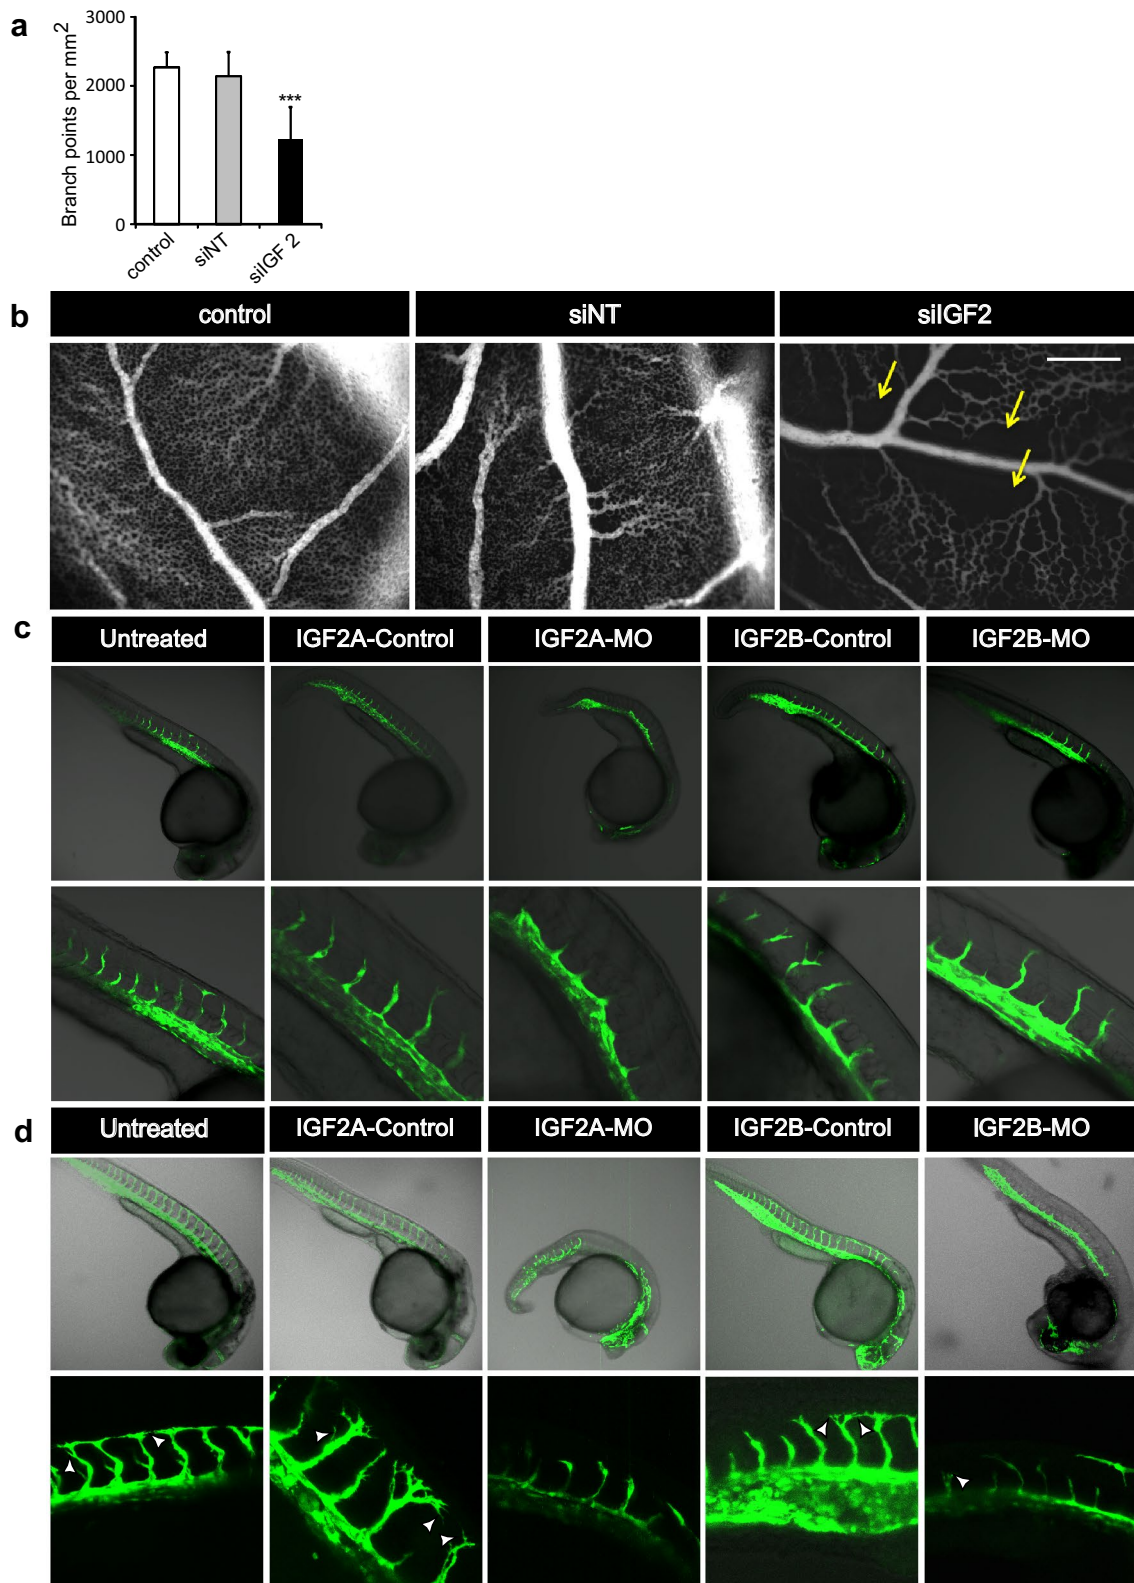 a
Branch points per mm2
3000
2000
1000
0
***
control
siNT
siIGF 2
b
control
siNT
siIGF2
c
Untreated
IGF2A-Control
IGF2A-MO
IGF2B-Control
IGF2B-MO
d
Untreated
IGF2A-Control
IGF2A-MO
IGF2B-Control
IGF2B-MO